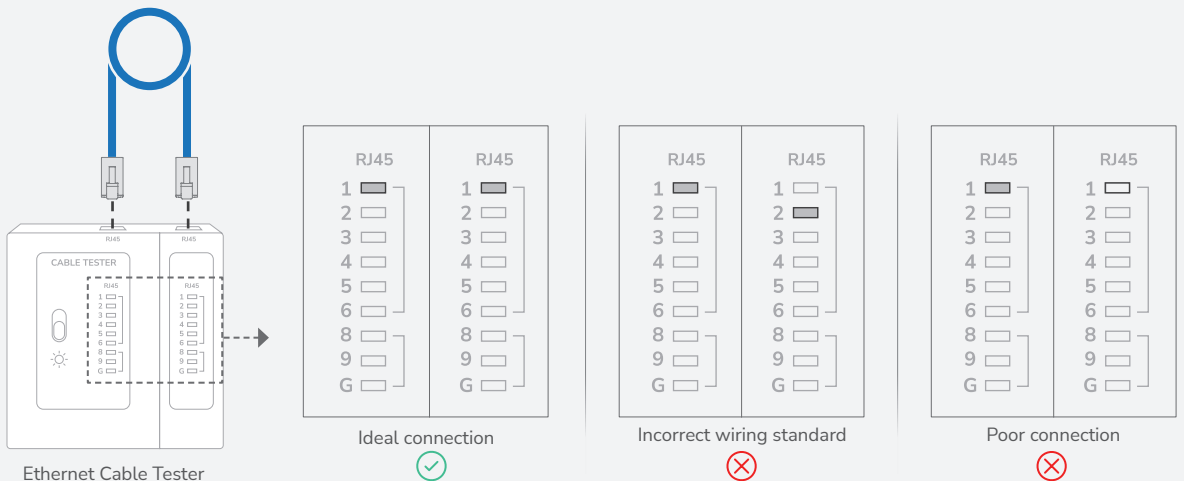 RJ45 RJ45
CABLE TESTER
RJ45 RJ45
1 1
2 2
3 3
4 4
5 5
6 6
8 8
9 9
G G
Ethernet Cable Tester
RJ45 RJ45
1 1
2 2
3 3
4 4
5 5
6 6
8 8
9 9
G G
Ideal connection
RJ45 RJ45
1 1
2 2
3 3
4 4
5 5
6 6
8 8
9 9
G G
Incorrect wiring standard
RJ45 RJ45
1 1
2 2
3 3
4 4
5 5
6 6
8 8
9 9
G G
Poor connection